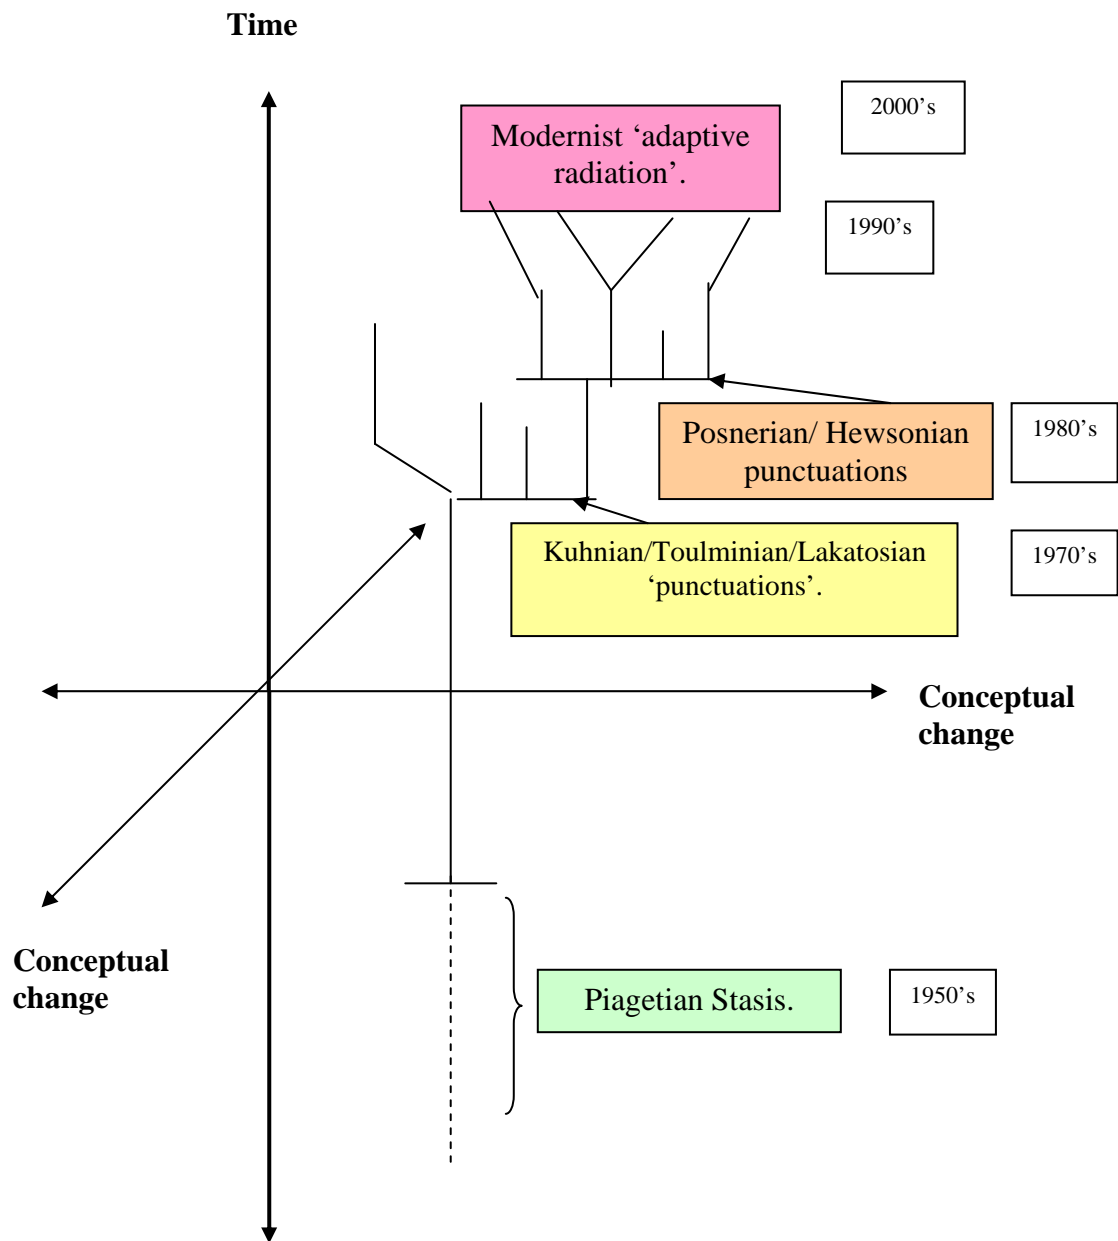 Time
2000’s
Modernist ‘adaptive
radiation’.
1990’s
Posnerian/ Hewsonian
punctuations
1980’s
Kuhnian/Toulminian/Lakatosian
‘punctuations’.
1970’s
Conceptual
change
Conceptual
change
Piagetian Stasis.
1950’s